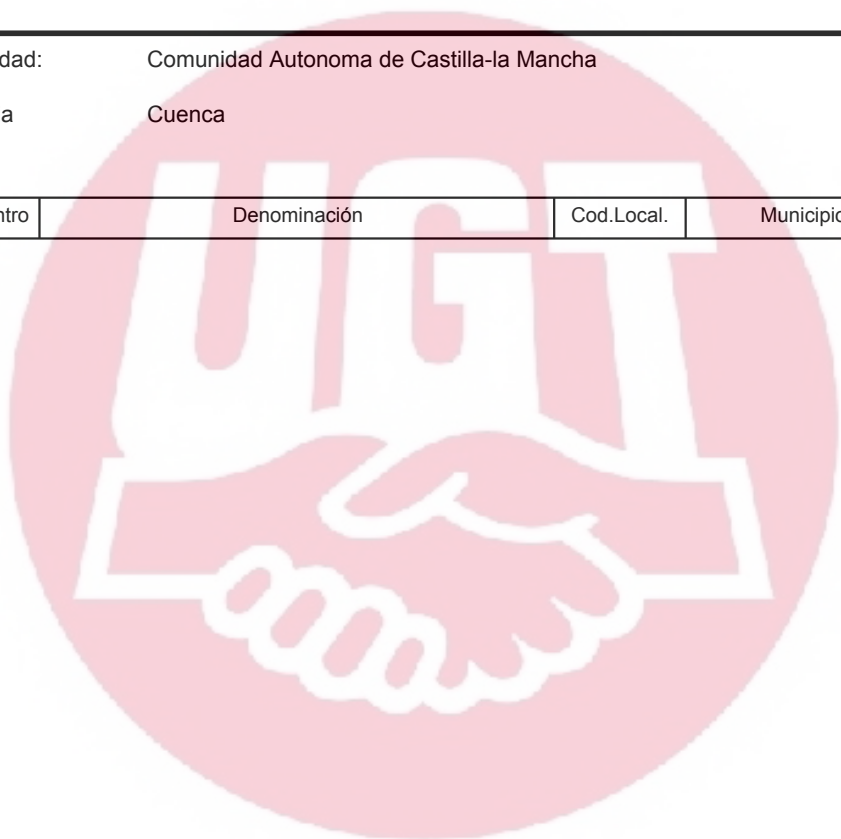 dad: Comunidad Autonoma de Castilla-la Mancha
a Cuenca
ntro Denominación Cod.Local. Municipio
UGT